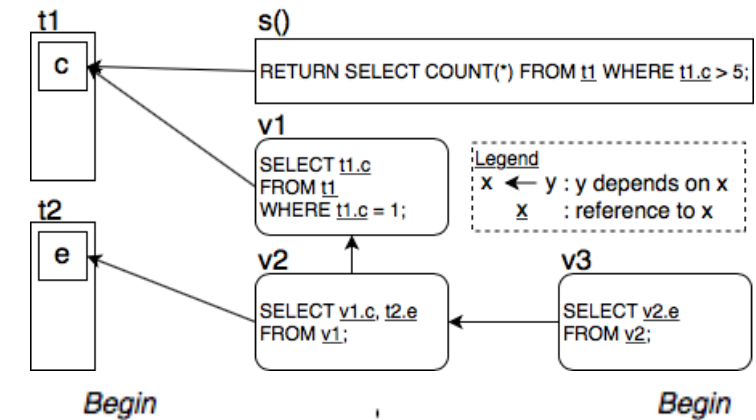 t1
s()
c
RETURN SELECT COUNT(*) FROM t1 WHERE t1.c > 5;
v1
SELECT t1.c
FROM t1
WHERE t1.c = 1;
Legend
x ← y : y depends on x
x : reference to x
t2
e
v2
SELECT v1.c, t2.e
FROM v1;
v3
SELECT v2.e
FROM v2;
Begin
Begin